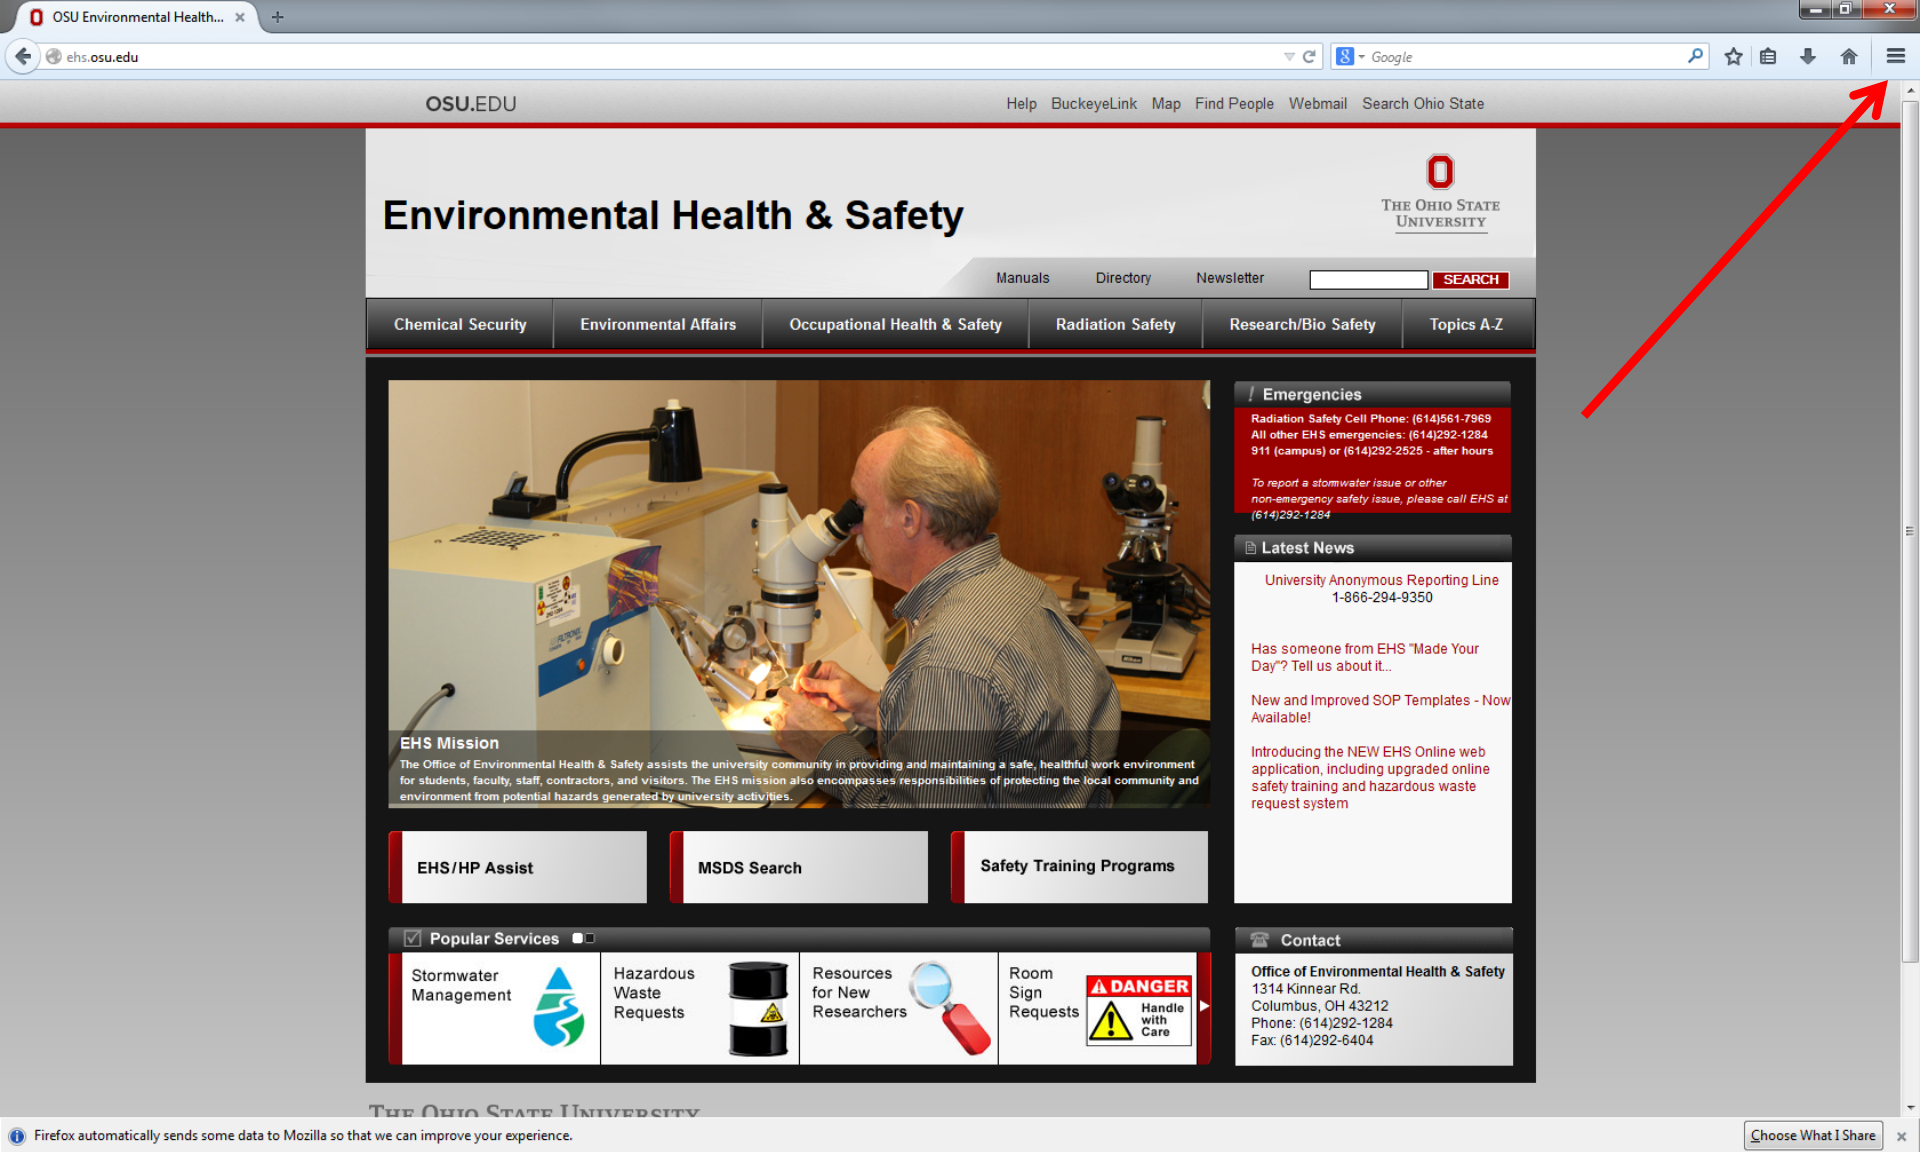 OSU Environmental Health...
ehs.osu.edu
Google
OSU.EDU
Help BuckeyeLink Map Find People Webmail Search Ohio State
Environmental Health & Safety
THE OHIO STATE
UNIVERSITY
Manuals Directory Newsletter SEARCH
Chemical Security Environmental Affairs Occupational Health & Safety Radiation Safety Research/Bio Safety Topics A-Z
Emergencies
Radiation Safety Cell Phone: (614)561-7969
All other EHS emergencies: (614)292-1284
911 (campus) or (614)292-2525 - after hours
To report a stormwater issue or other
non-emergency safety issue, please call EHS at
(614)292-1284
Latest News
University Anonymous Reporting Line
1-866-294-9350
Has someone from EHS "Made Your
Day"? Tell us about it...
New and Improved SOP Templates - Now
Available!
Introducing the NEW EHS Online web
application, including upgraded online
safety training and hazardous waste
request system
Nikon
EHS Mission
The Office of Environmental Health & Safety assists the university community in providing and maintaining a safe, healthful work environment
for students, faculty, staff, contractors, and visitors. The EHS mission also encompasses responsibilities of protecting the local community and
environment from potential hazards generated by university activities.
EHS/HP Assist
MSDS Search
Safety Training Programs
Popular Services
Stormwater
Management
Hazardous
Waste
Requests
Resources
for New
Researchers
Room
Sign
Requests
DANGER
Handle
with
Care
Contact
Office of Environmental Health & Safety
1314 Kinnear Rd.
Columbus, OH 43212
Phone: (614)292-1284
Fax: (614)292-6404
THE OHIO STATE UNIVERSITY
Firefox automatically sends some data to Mozilla so that we can improve your experience.
Choose What I Share